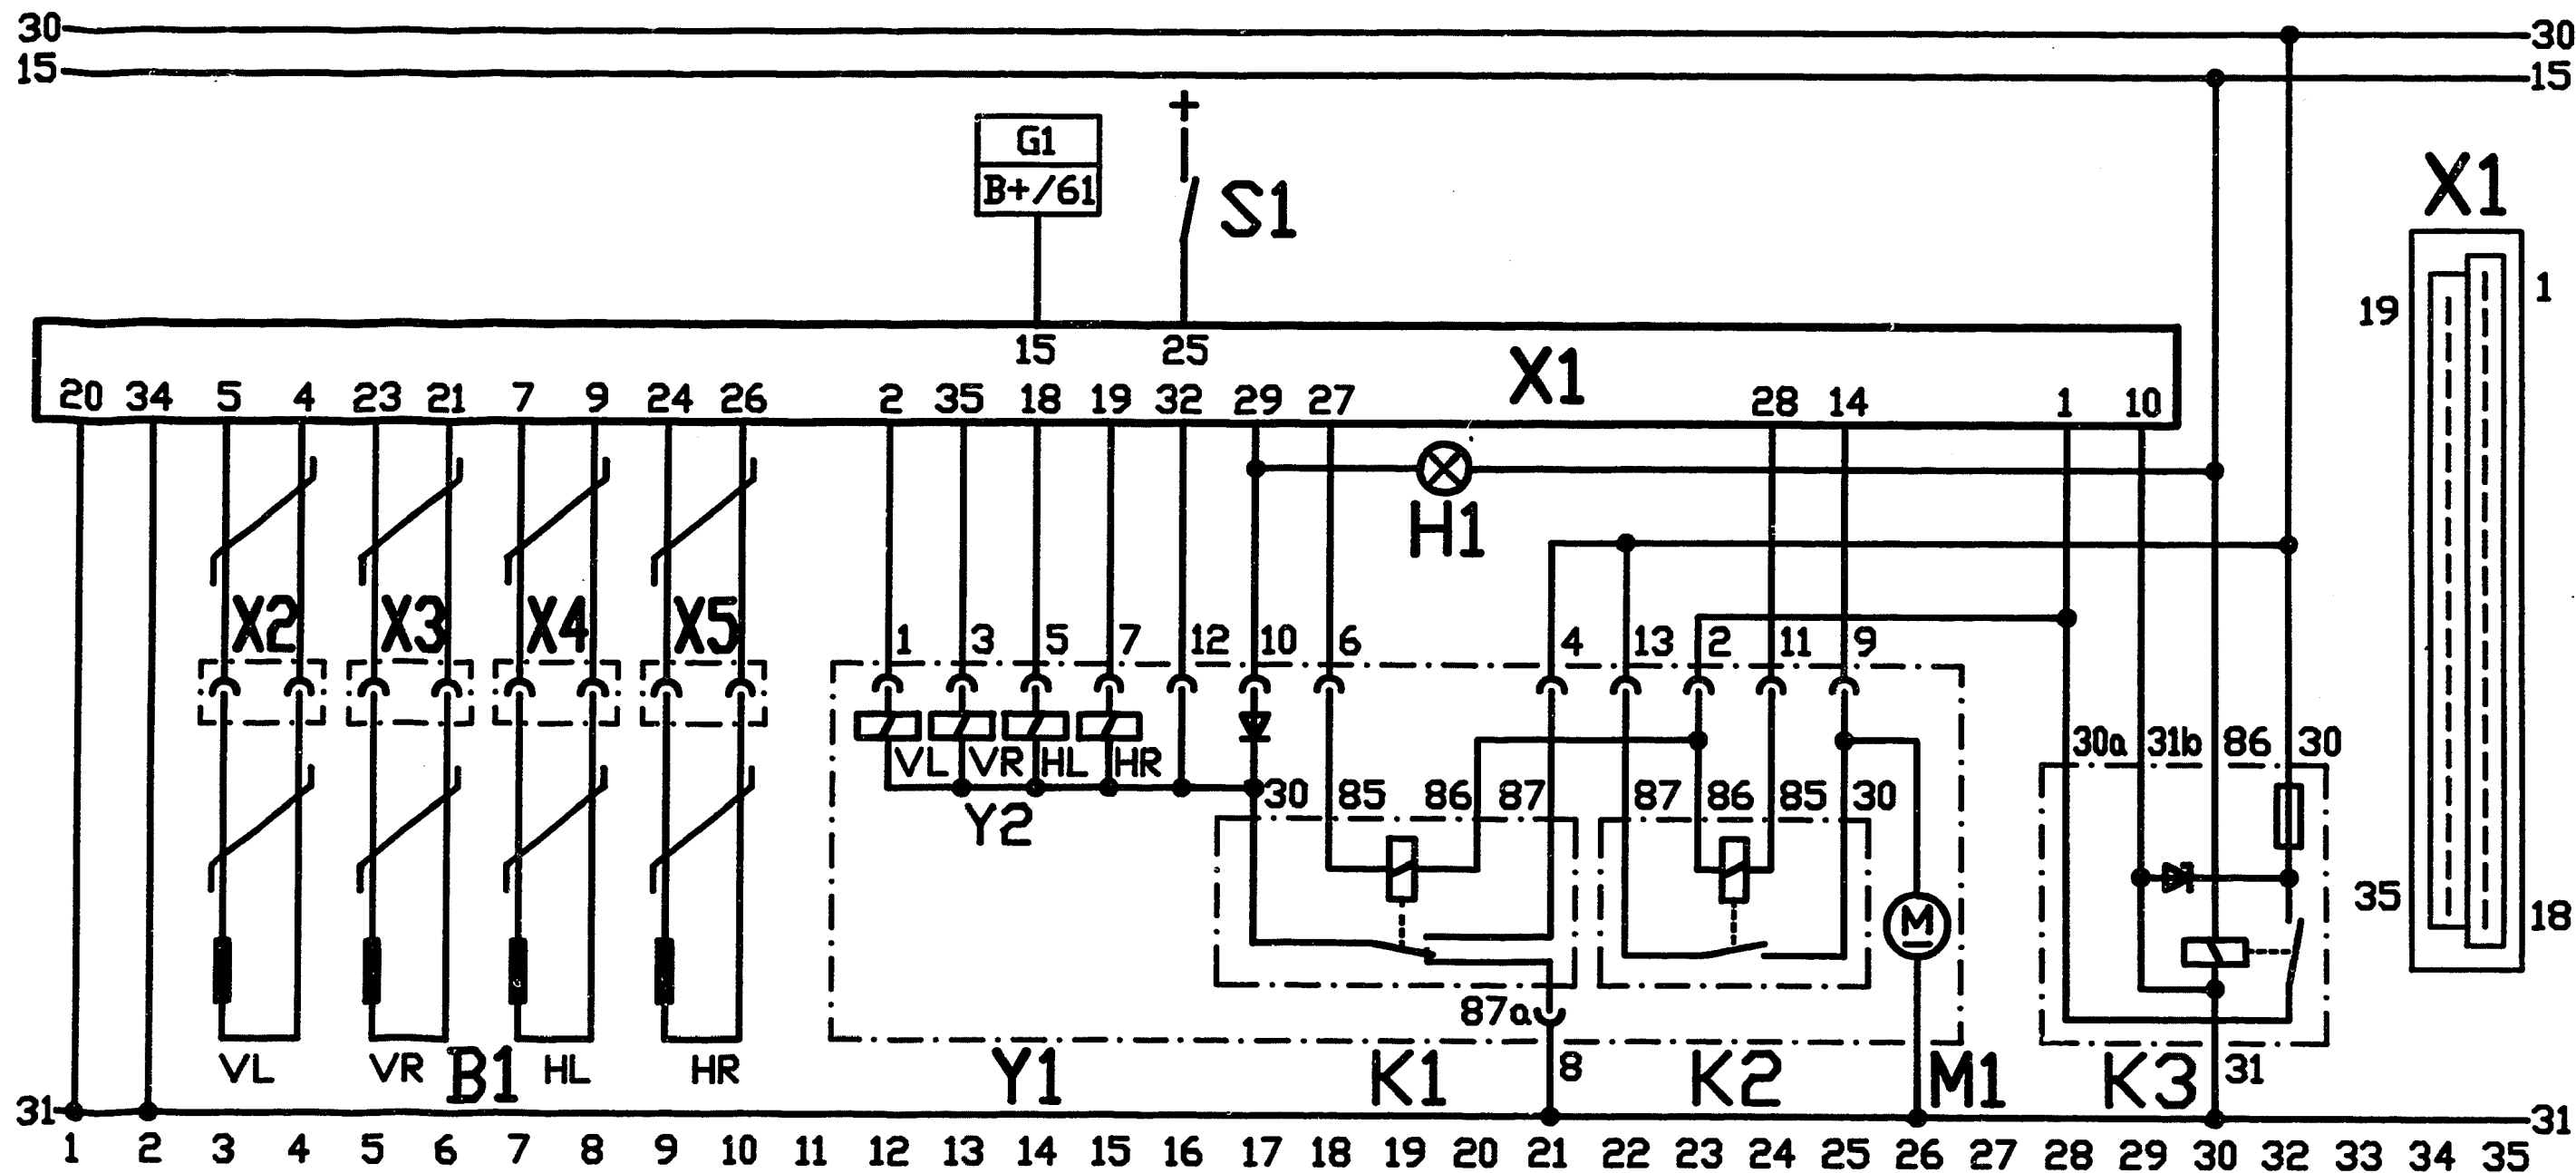 30 30
15 15
G1
B+/61
S1
X1
19 1
15 25
X1
20 34 5 4 23 21 7 9 24 26 2 35 18 19 32 29 27 28 14 1 10
H1
X2 X3 X4 X5
1 3 5 7 12 10 6 4 13 2 11 9
30a 31b 86 30
VL VR HL HR
30 85 86 87 87 86 85 30
Y2
35 18
M
87a
VL VR B1 HL HR Y1 K1 8 K2 M1 K3 31
31 31
1 2 3 4 5 6 7 8 9 10 11 12 13 14 15 16 17 18 19 20 21 22 23 24 25 26 27 28 29 30 31 32 33 34 35